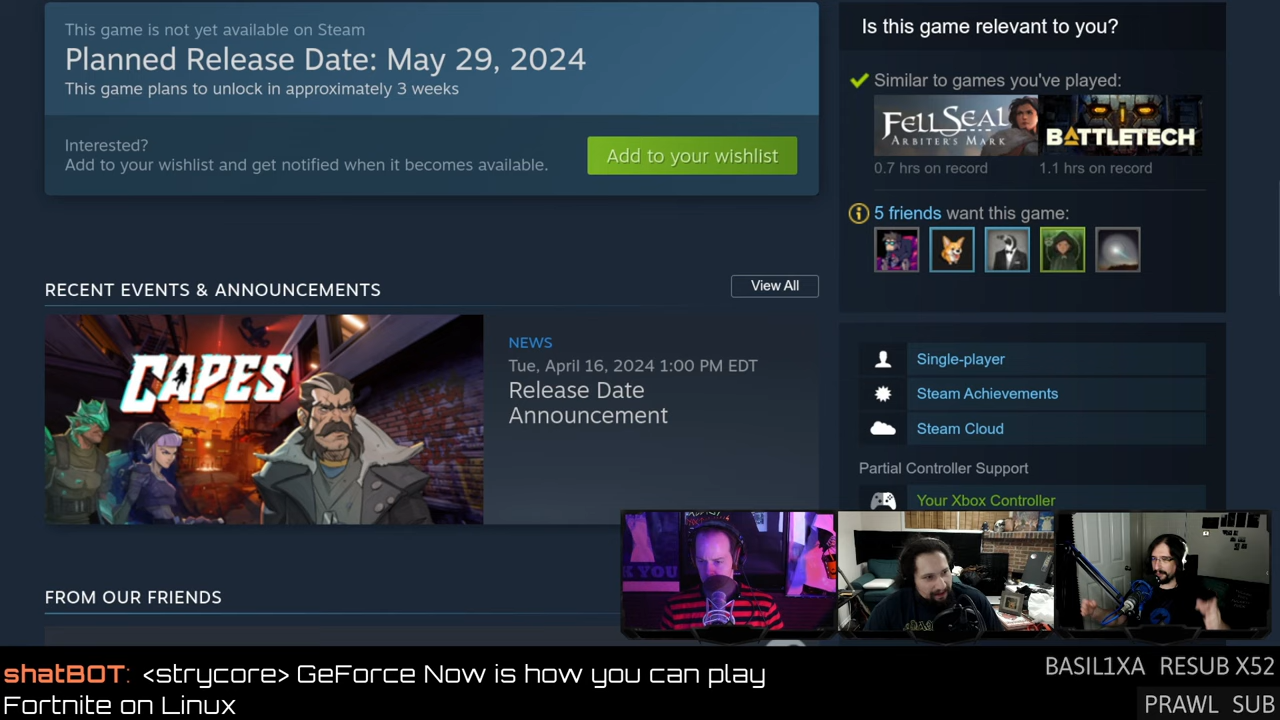 This game is not yet available on Steam
Planned Release Date: May 29, 2024
This game plans to unlock in approximately 3 weeks
Interested?
Add to your wishlist and get notified when it becomes available.
Add to your wishlist
Is this game relevant to you?
Similar to games you've played:
FELL SEAL
ARBITER'S MARK
BATTLETECH
0.7 hrs on record
1.1 hrs on record
5 friends want this game:
RECENT EVENTS & ANNOUNCEMENTS
View All
CAPES
NEWS
Tue, April 16, 2024 1:00 PM EDT
Release Date
Announcement
Single-player
Steam Achievements
Steam Cloud
Partial Controller Support
Your Xbox Controller
FROM OUR FRIENDS
K YOU
shatBOT: <strycore> GeForce Now is how you can play
Fortnite on Linux
BASIL1XA RESUB X52
PRAWL SUB